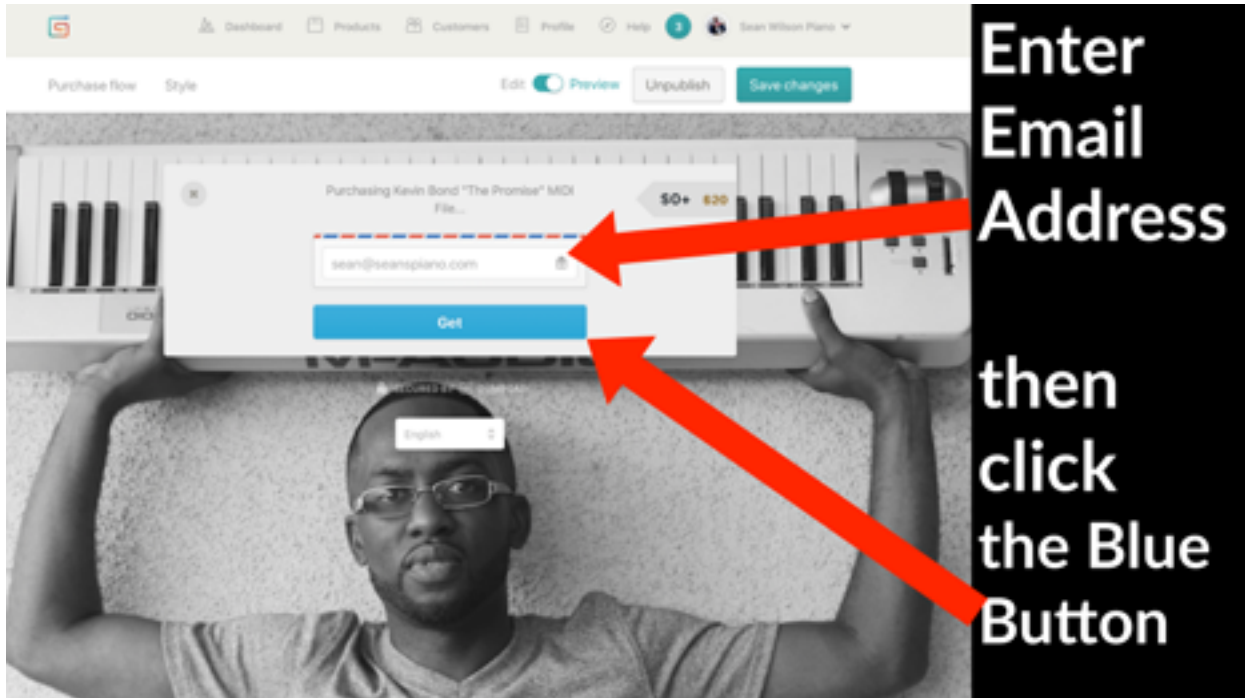 Dashboard Products Customers Profile Help 3 Sean Wilson Piano
Purchase flow Style Edit Preview Unpublish Save changes
Purchasing Kevin Bond "The Promise" MIDI
File...
$0+ $20
sean@seanspiano.com
Get
M-AUDIO
English
Enter
Email
Address
then
click
the Blue
Button